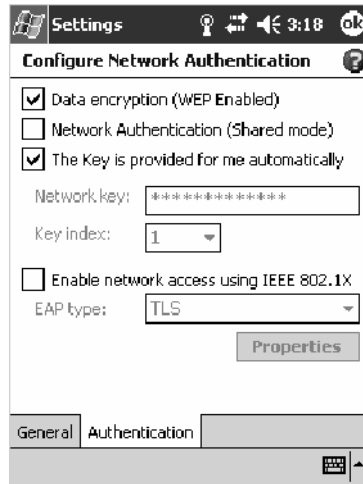 Settings 3:18 ok
Configure Network Authentication ?
Data encryption (WEP Enabled)
Network Authentication (Shared mode)
The Key is provided for me automatically
Network key: *************
Key index: 1
Enable network access using IEEE 802.1X
EAP type: TLS
Properties
General Authentication